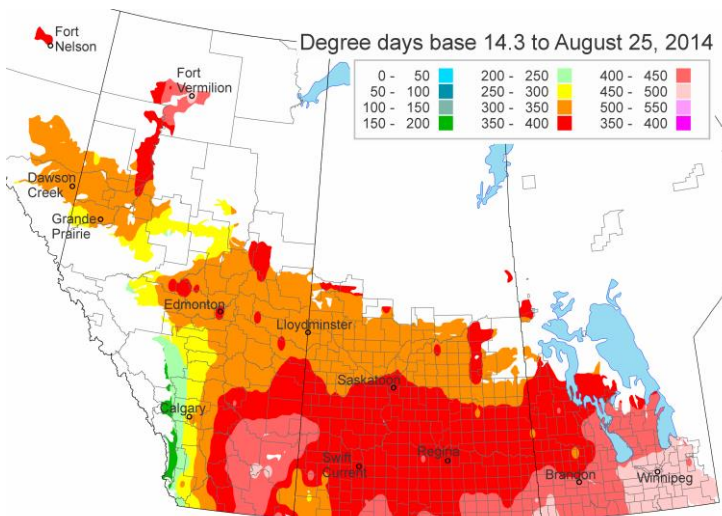 Fort
Nelson
Degree days base 14.3 to August 25, 2014
0 - 50
50 - 100
100 - 150
150 - 200
200 - 250
250 - 300
300 - 350
350 - 400
400 - 450
450 - 500
500 - 550
350 - 400
Fort
Vermilion
Dawson
Creek
Grande
Prairie
Edmonton
Lloydminster
Saskatoon
Calgary
Swift
Current
Regina
Brandon
Winnipeg